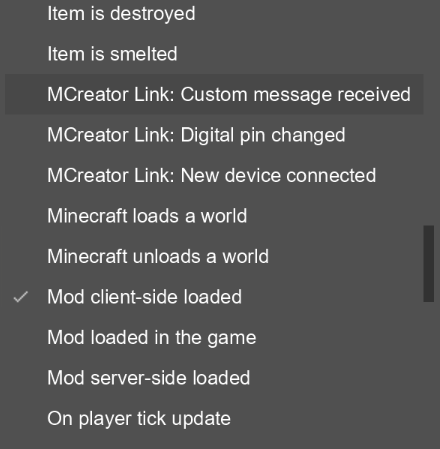 Item is destroyed
Item is smelted
MCreator Link: Custom message received
MCreator Link: Digital pin changed
MCreator Link: New device connected
Minecraft loads a world
Minecraft unloads a world
Mod client-side loaded
Mod loaded in the game
Mod server-side loaded
On player tick update